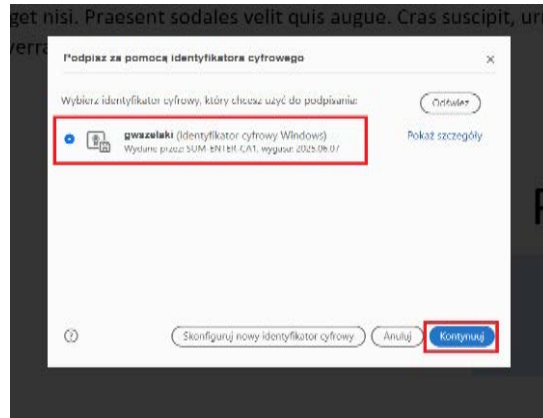 get nisi. Praesent sodales velit quis augue. Cras suscipit, ur
verra
Podpisz za pomocą identyfikatora cyfrowego
Wybierz identyfikator cyfrowy, który chcesz użyć do podpisania:
Odśwież
gwszelaki (Identyfikator cyfrowy Windows)
Pokaż szczegóły
Wydane przez: SUM-ENTER-CA1, wygasa: 2025.06.07
Skonfiguruj nowy identyfikator cyfrowy
Anuluj
Kontynuuj